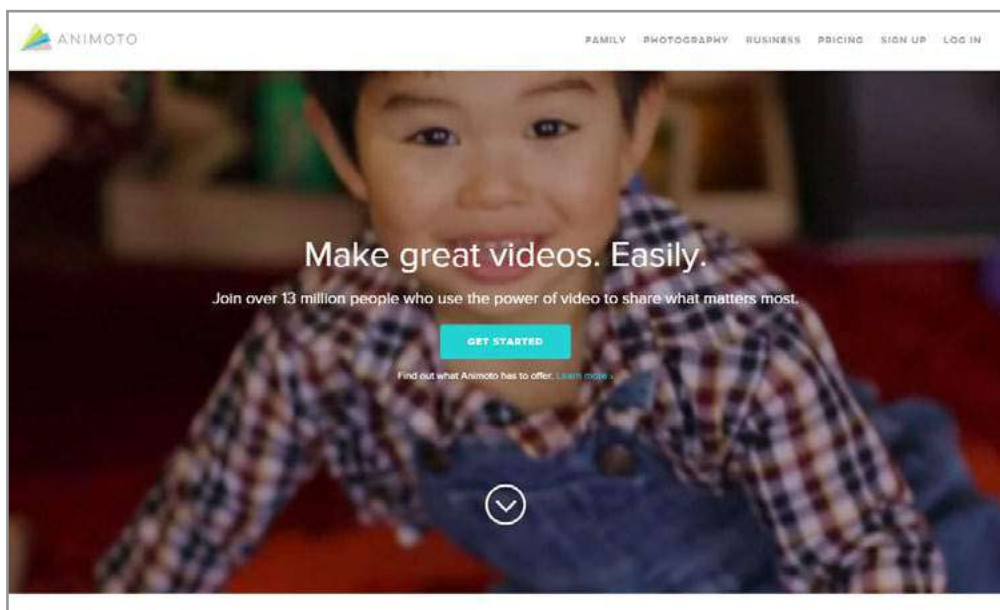 ANIMOTO
FAMILY PHOTOGRAPHY BUSINESS PRICING SIGN UP LOG IN
Make great videos. Easily.
Join over 13 million people who use the power of video to share what matters most.
GET STARTED
Find out what Animoto has to offer. Learn more ›